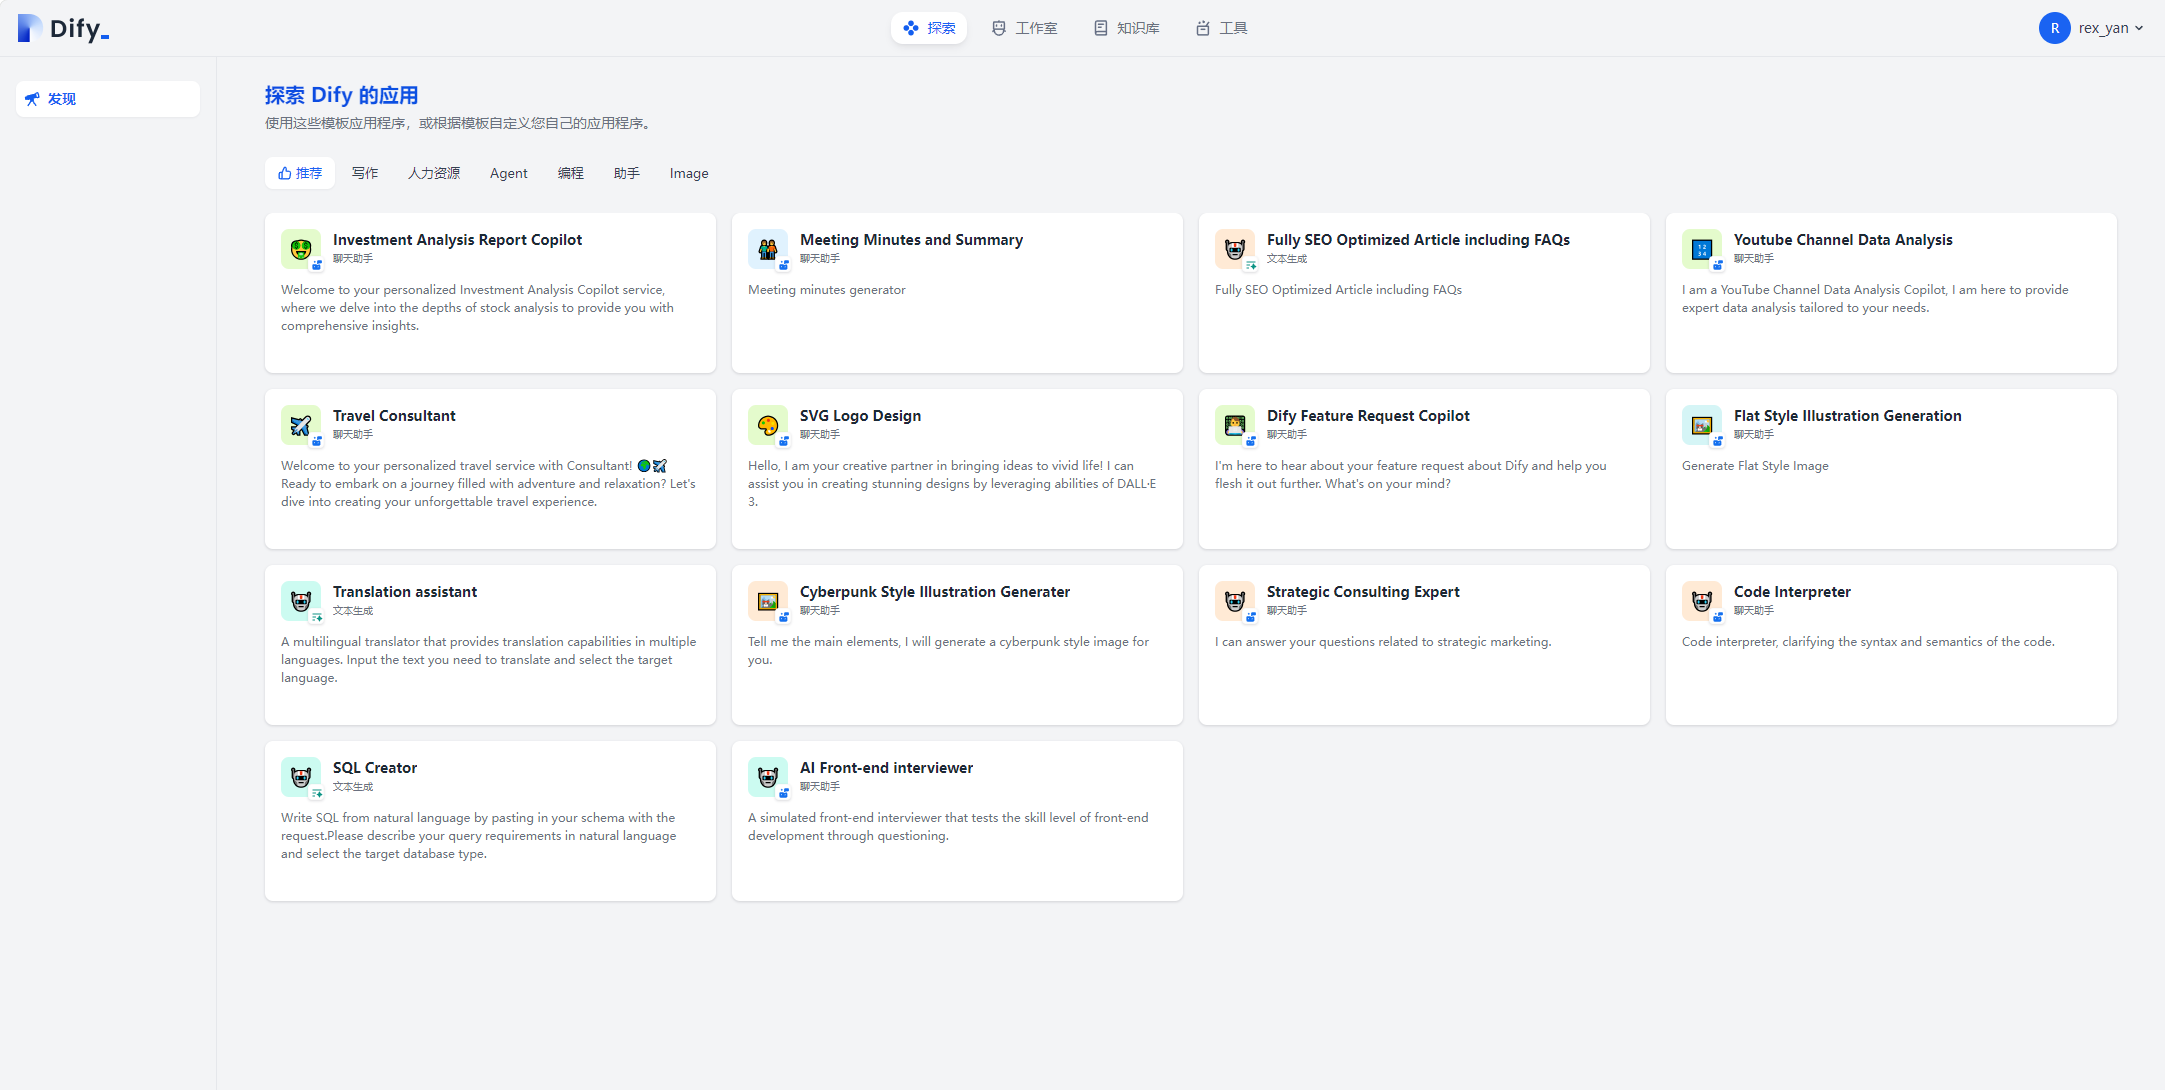 Dify_
探索
工作室
知识库
工具
R
rex_yan
发现
探索 Dify 的应用
使用这些模板应用程序，或根据模板自定义您自己的应用程序。
推荐
写作
人力资源
Agent
编程
助手
Image
Investment Analysis Report Copilot
聊天助手
Welcome to your personalized Investment Analysis Copilot service,
where we delve into the depths of stock analysis to provide you with
comprehensive insights.
Meeting Minutes and Summary
聊天助手
Meeting minutes generator
Fully SEO Optimized Article including FAQs
文本生成
Fully SEO Optimized Article including FAQs
1 2
3 4
Youtube Channel Data Analysis
聊天助手
I am a YouTube Channel Data Analysis Copilot, I am here to provide
expert data analysis tailored to your needs.
Travel Consultant
聊天助手
Welcome to your personalized travel service with Consultant! 🌍✈️
Ready to embark on a journey filled with adventure and relaxation? Let's
dive into creating your unforgettable travel experience.
SVG Logo Design
聊天助手
Hello, I am your creative partner in bringing ideas to vivid life! I can
assist you in creating stunning designs by leveraging abilities of DALL·E
3.
Dify Feature Request Copilot
聊天助手
I'm here to hear about your feature request about Dify and help you
flesh it out further. What's on your mind?
Flat Style Illustration Generation
聊天助手
Generate Flat Style Image
Translation assistant
文本生成
A multilingual translator that provides translation capabilities in multiple
languages. Input the text you need to translate and select the target
language.
Cyberpunk Style Illustration Generater
聊天助手
Tell me the main elements, I will generate a cyberpunk style image for
you.
Strategic Consulting Expert
聊天助手
I can answer your questions related to strategic marketing.
Code Interpreter
聊天助手
Code interpreter, clarifying the syntax and semantics of the code.
SQL Creator
文本生成
Write SQL from natural language by pasting in your schema with the
request.Please describe your query requirements in natural language
and select the target database type.
AI Front-end interviewer
聊天助手
A simulated front-end interviewer that tests the skill level of front-end
development through questioning.